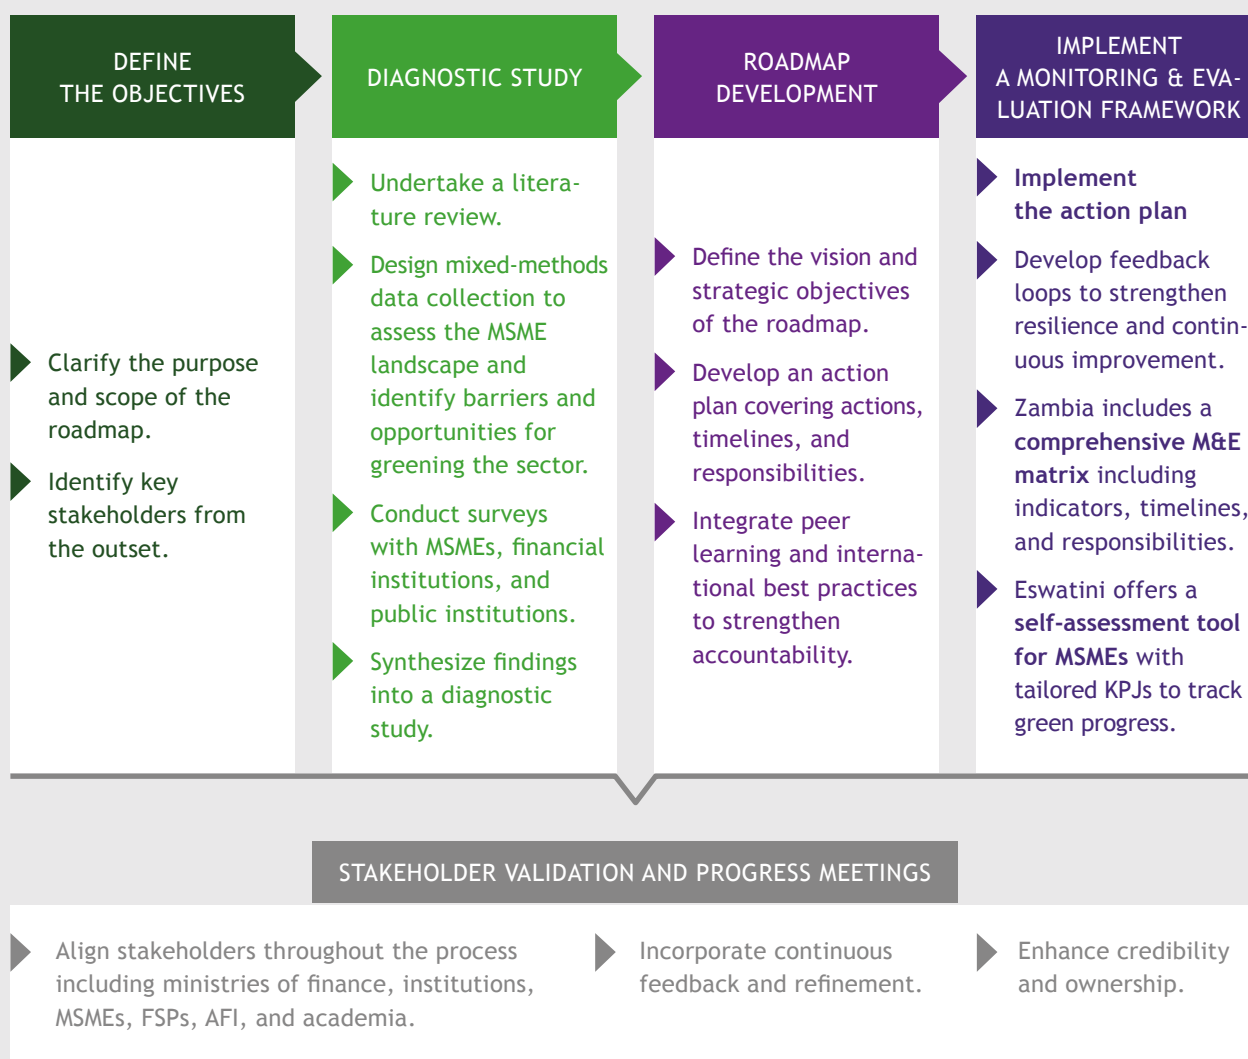 DEFINE
THE OBJECTIVES
Clarify the purpose
and scope of the
roadmap.
Identify key
stakeholders from
the outset.
DIAGNOSTIC STUDY
Undertake a litera-
ture review.
Design mixed-methods
data collection to
assess the MSME
landscape and
identify barriers and
opportunities for
greening the sector.
Conduct surveys
with MSMEs, financial
institutions, and
public institutions.
Synthesize findings
into a diagnostic
study.
ROADMAP
DEVELOPMENT
Define the vision and
strategic objectives
of the roadmap.
Develop an action
plan covering actions,
timelines, and
responsibilities.
Integrate peer
learning and interna-
tional best practices
to strengthen
accountability.
IMPLEMENT
A MONITORING & EVA-
LUATION FRAMEWORK
Implement
the action plan
Develop feedback
loops to strengthen
resilience and contin-
uous improvement.
Zambia includes a
comprehensive M&E
matrix including
indicators, timelines,
and responsibilities.
Eswatini offers a
self-assessment tool
for MSMEs with
tailored KPJs to track
green progress.
STAKEHOLDER VALIDATION AND PROGRESS MEETINGS
Align stakeholders throughout the process
including ministries of finance, institutions,
MSMEs, FSPs, AFI, and academia.
Incorporate continuous
feedback and refinement.
Enhance credibility
and ownership.